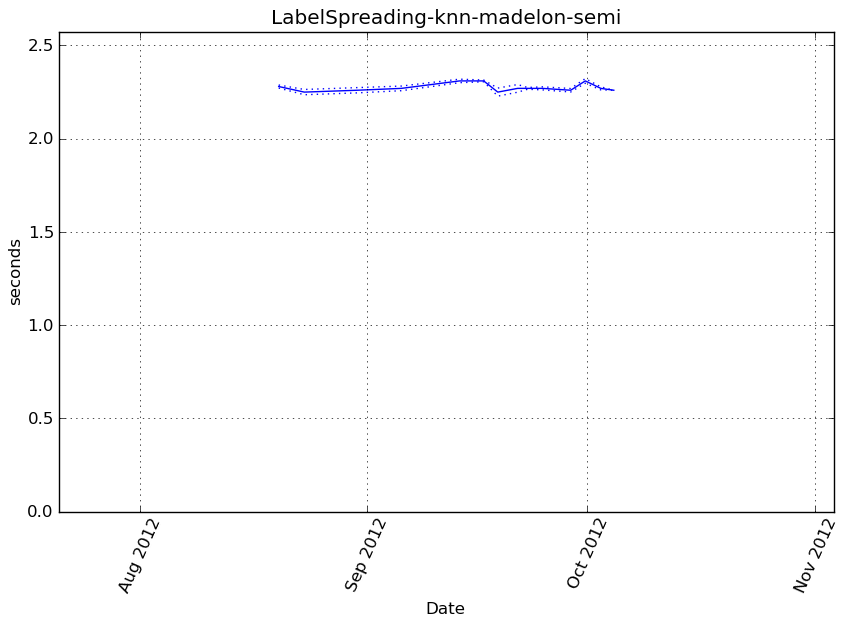 LabelSpreading-knn-madelon-semi
2.5
2.0
1.5
1.0
0.5
0.0
seconds
Aug 2012
Sep 2012
Oct 2012
Nov 2012
Date